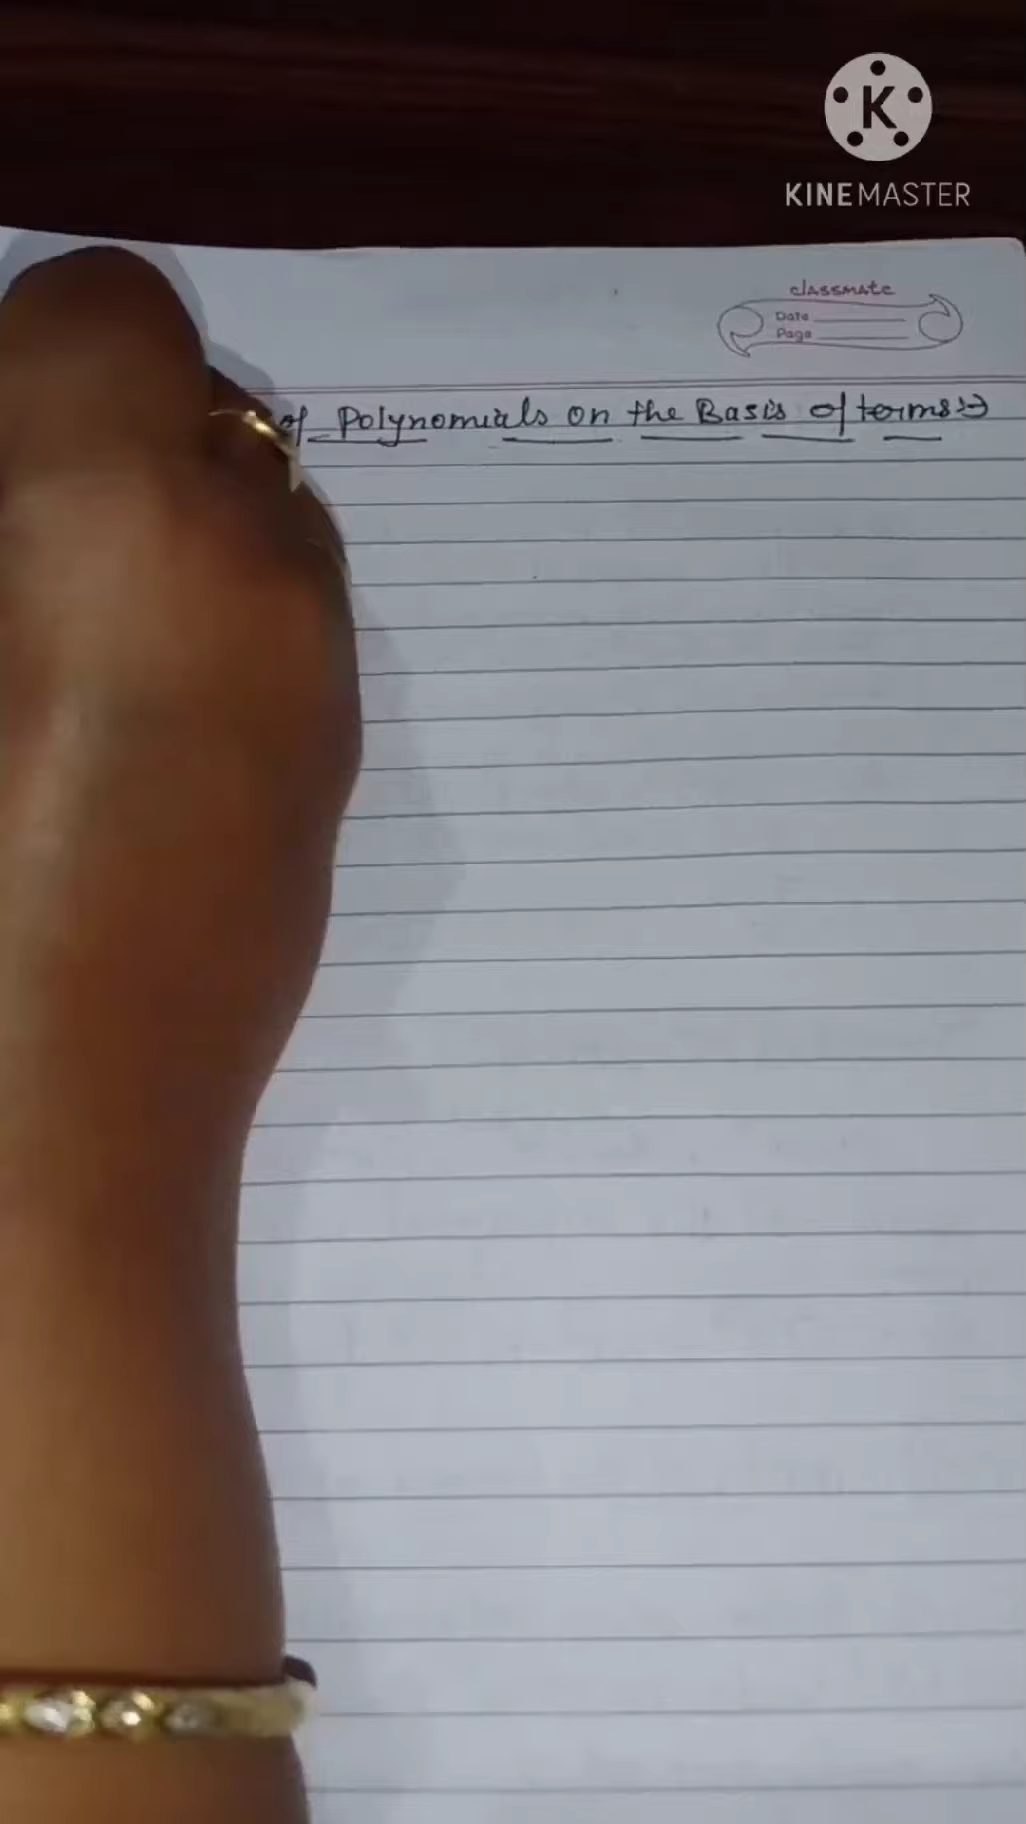 KINEMASTER
classmate
Date
Page
of Polynomials on the Basis of terms :->